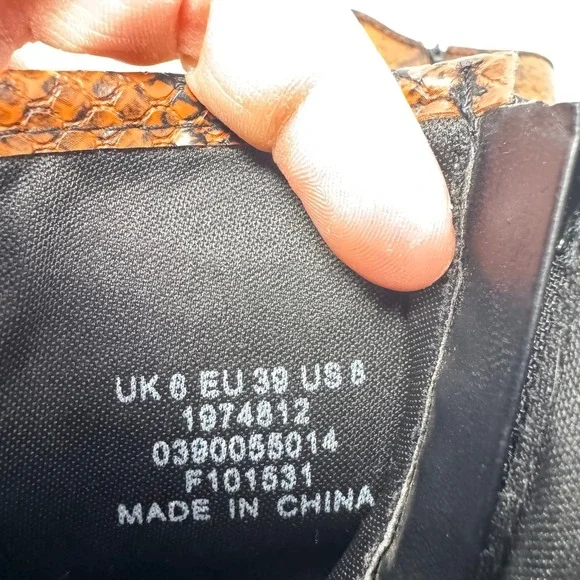 UK 6 EU 39 US 8
1974812
0390055014
F101531
MADE IN CHINA